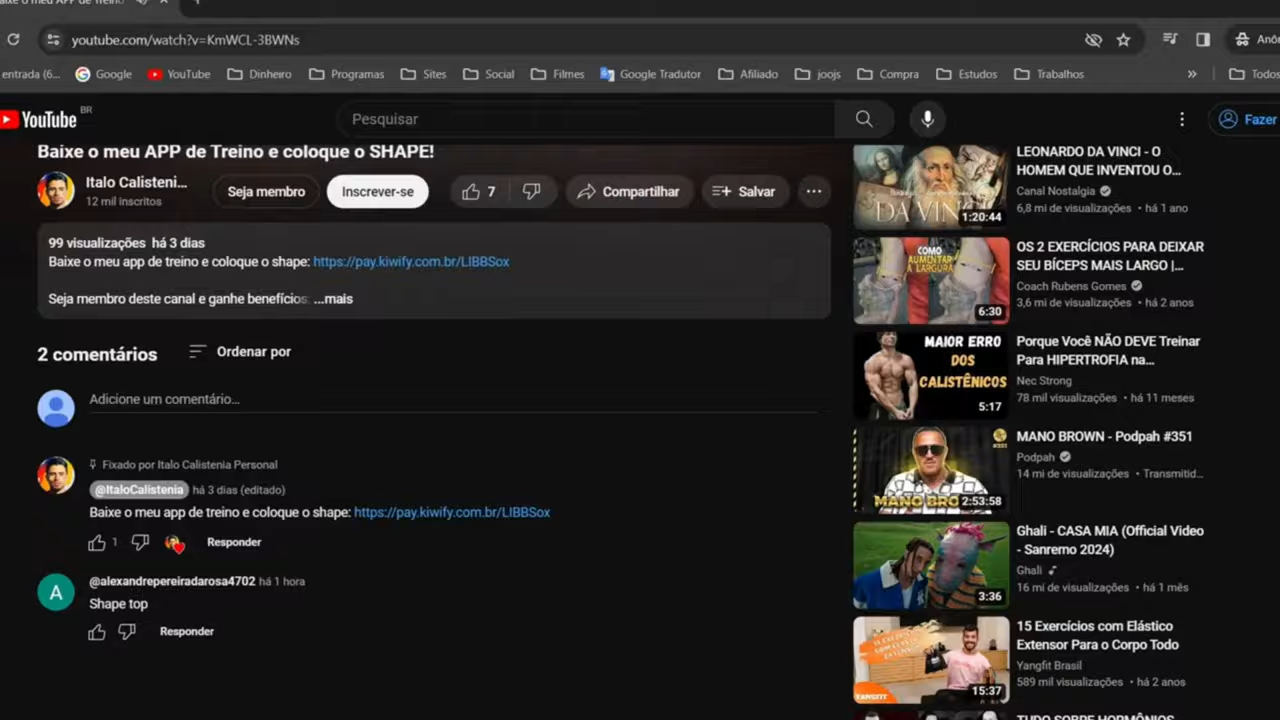 youtube.com/watch?v=KmWCL-3BWNs
Anôn
entrada (6...
Google
YouTube
Dinheiro
Programas
Sites
Social
Filmes
Google Tradutor
Afiliado
joojs
Compra
Estudos
Trabalhos
»
Todos
YouTube BR
Pesquisar
Fazer
Baixe o meu APP de Treino e coloque o SHAPE!
Italo Calisteni...
12 mil inscritos
Seja membro
Inscrever-se
7
Compartilhar
Salvar
99 visualizações há 3 dias
Baixe o meu app de treino e coloque o shape: https://pay.kiwify.com.br/LIBBSox
Seja membro deste canal e ganhe benefícios: ...mais
2 comentários
Ordenar por
Adicione um comentário...
Fixado por Italo Calistenia Personal
@ItaloCalistenia há 3 dias (editado)
Baixe o meu app de treino e coloque o shape: https://pay.kiwify.com.br/LIBBSox
1
Responder
A
@alexandrepereiradarosa4702 há 1 hora
Shape top
Responder
DA VINCI
1:20:44
LEONARDO DA VINCI - O
HOMEM QUE INVENTOU O...
Canal Nostalgia
6,8 mi de visualizações • há 1 ano
COMO
AUMENTAR
A LARGURA
6:30
OS 2 EXERCÍCIOS PARA DEIXAR
SEU BÍCEPS MAIS LARGO |...
Coach Rubens Gomes
3,6 mi de visualizações • há 2 anos
MAIOR ERRO
DOS
CALISTÊNICOS
5:17
Porque Você NÃO DEVE Treinar
Para HIPERTROFIA na...
Nec Strong
78 mil visualizações • há 11 meses
#351
MANO BRO
2:53:58
MANO BROWN - Podpah #351
Podpah
14 mi de visualizações • Transmitid...
3:36
Ghali - CASA MIA (Official Video
- Sanremo 2024)
Ghali
16 mi de visualizações • há 1 mês
15 EXERCÍCIOS
COM ELÁSTICO
EXTENSOR
YANGFIT
15:37
15 Exercícios com Elástico
Extensor Para o Corpo Todo
Yangfit Brasil
589 mil visualizações • há 2 anos
TUDO SOBRE HORMÔNIOS